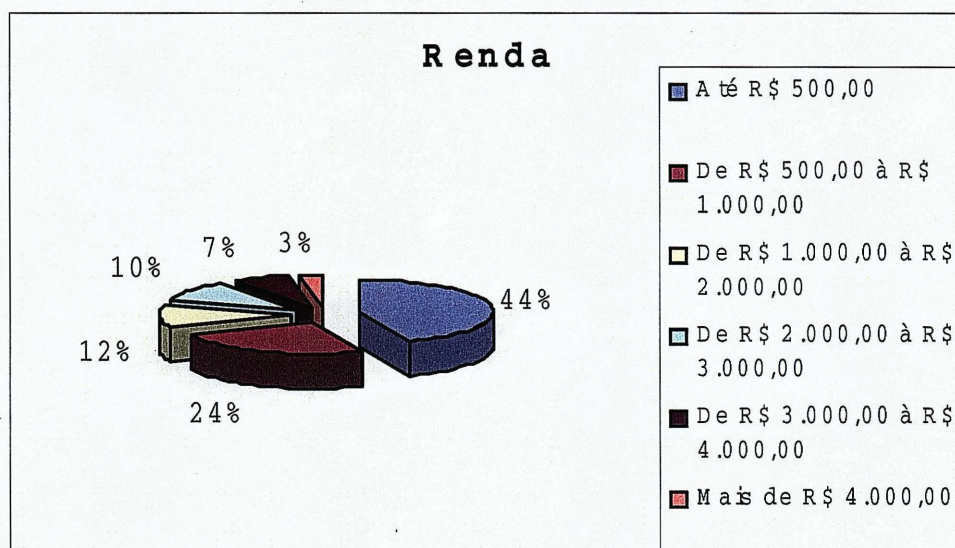 Renda
Até R$ 500,00
De R$ 500,00 à R$
1.000,00
De R$ 1.000,00 à R$
2.000,00
De R$ 2.000,00 à R$
3.000,00
De R$ 3.000,00 à R$
4.000,00
Mais de R$ 4.000,00
3%
7%
10%
44%
12%
24%